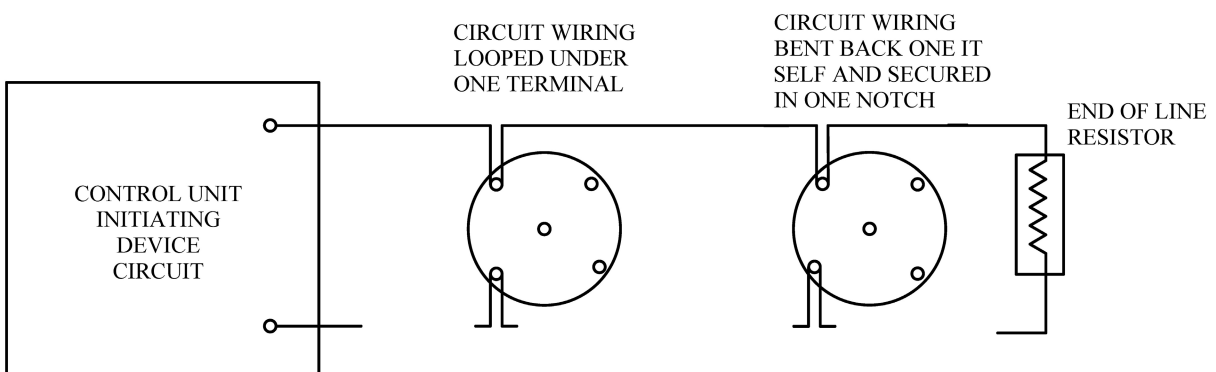 CIRCUIT WIRING
LOOPED UNDER
ONE TERMINAL
CIRCUIT WIRING
BENT BACK ONE IT
SELF AND SECURED
IN ONE NOTCH
END OF LINE
RESISTOR
CONTROL UNIT
INITIATING
DEVICE
CIRCUIT